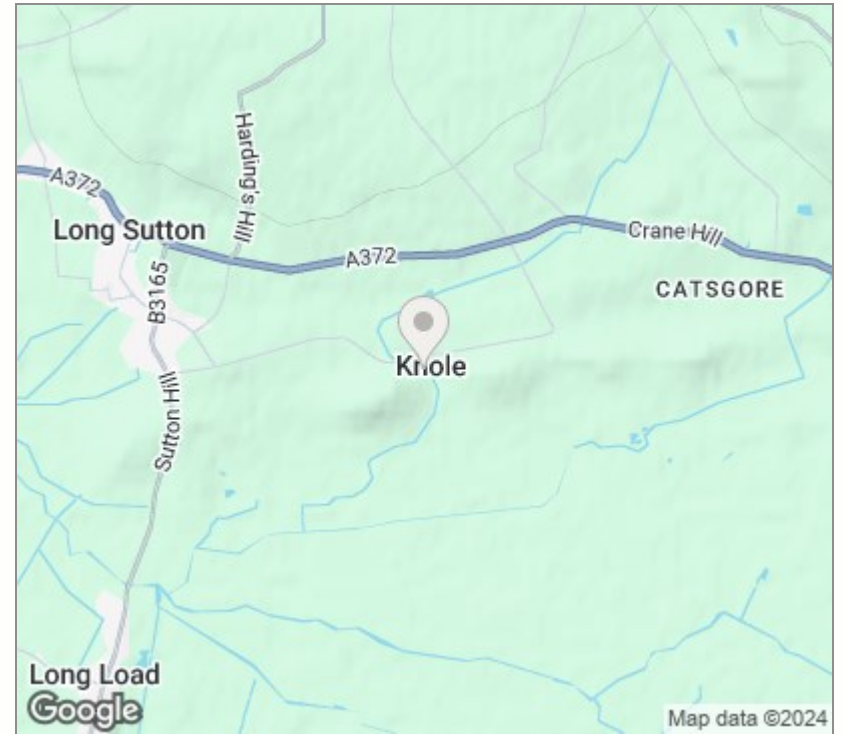 A372
Harding's Hill
Long Sutton
Crane Hill
A372
B3165
CATSGORE
Knole
Sutton Hill
Long Load
Google
Map data ©2024